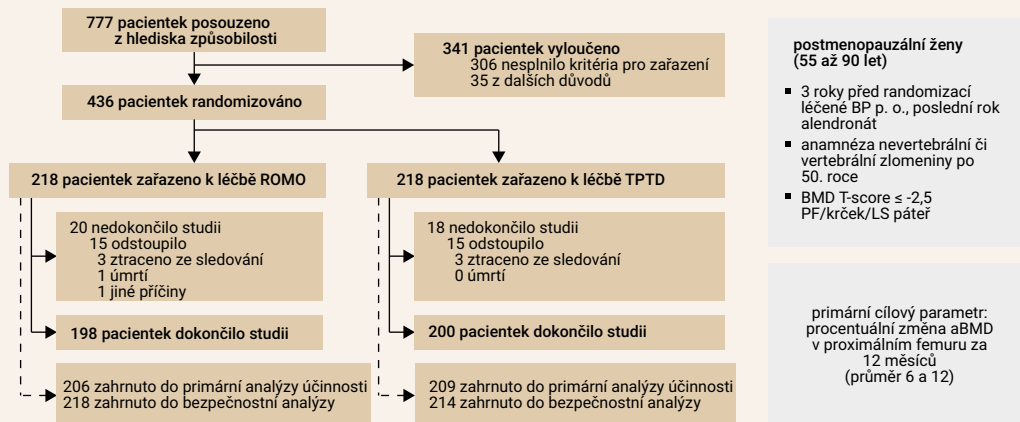 777 pacientek posouzeno
z hlediska způsobilosti
341 pacientek vyloučeno
306 nesplnilo kritéria pro zařazení
35 z dalších důvodů
436 pacientek randomizováno
218 pacientek zařazeno k léčbě ROMO
20 nedokončilo studii
15 odstoupilo
3 ztraceno ze sledování
1 úmrtí
1 jiné příčiny
198 pacientek dokončilo studii
206 zahrnuto do primární analýzy účinnosti
218 zahrnuto do bezpečnostní analýzy
218 pacientek zařazeno k léčbě TPTD
18 nedokončilo studii
15 odstoupilo
3 ztraceno ze sledování
0 úmrtí
200 pacientek dokončilo studii
209 zahrnuto do primární analýzy účinnosti
214 zahrnuto do bezpečnostní analýzy
postmenopauzální ženy
(55 až 90 let)
▪ 3 roky před randomizací
léčené BP p. o., poslední rok
alendronát
▪ anamnéza nevertebrální či
vertebrální zlomeniny po
50. roce
▪ BMD T-score ≤ -2,5
PF/krček/LS páteř
primární cílový parametr:
procentuální změna aBMD
v proximálním femuru za
12 měsíců
(průměr 6 a 12)